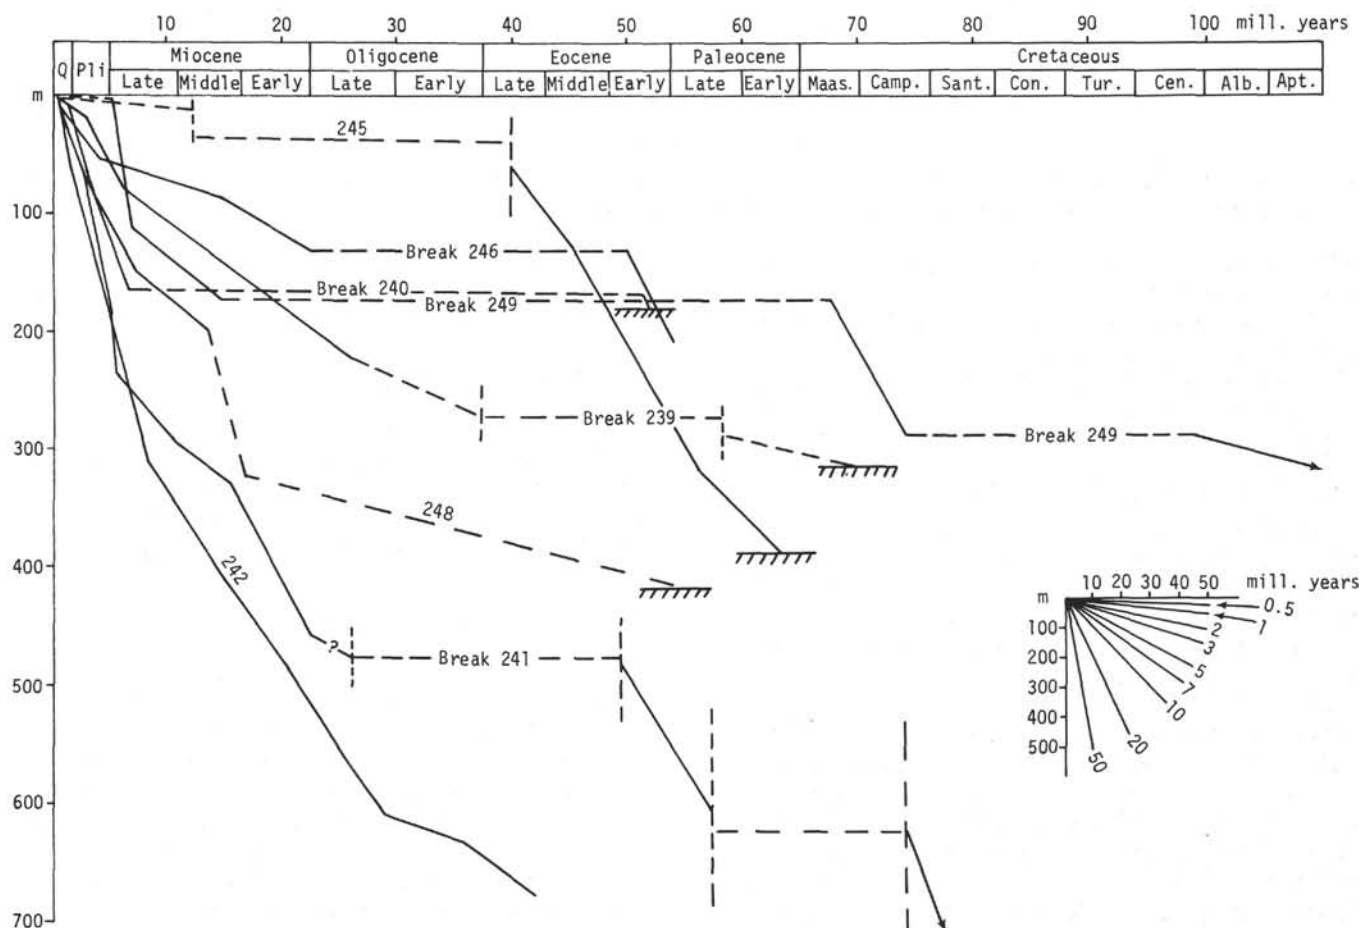 10 20 30 40 50 60 70 80 90 100 mill. years
Miocene Oligocene Eocene Paleocene Cretaceous
Q Pli Late Middle Early Late Early Late Middle Early Late Early Maas. Camp. Sant. Con. Tur. Cen. Alb. Apt.
m
245
100
Break 246
Break 240
Break 249
200
Break 239
Break 249
300
248
400
242
?
Break 241
500
600
700
10 20 30 40 50 mill. years
m
0.5
1
100
2
3
200
5
7
300
10
400
20
500
50